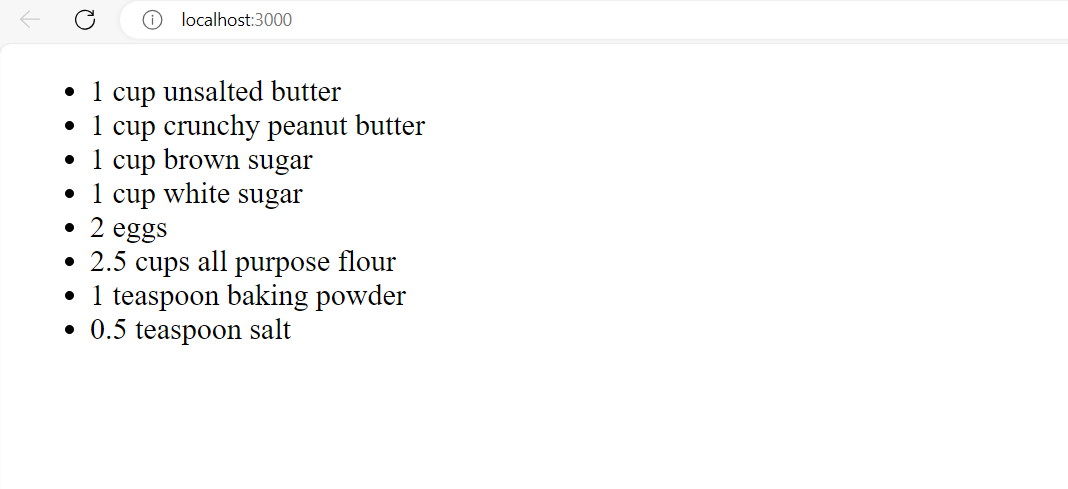 localhost:3000
1 cup unsalted butter
1 cup crunchy peanut butter
1 cup brown sugar
1 cup white sugar
2 eggs
2.5 cups all purpose flour
1 teaspoon baking powder
0.5 teaspoon salt